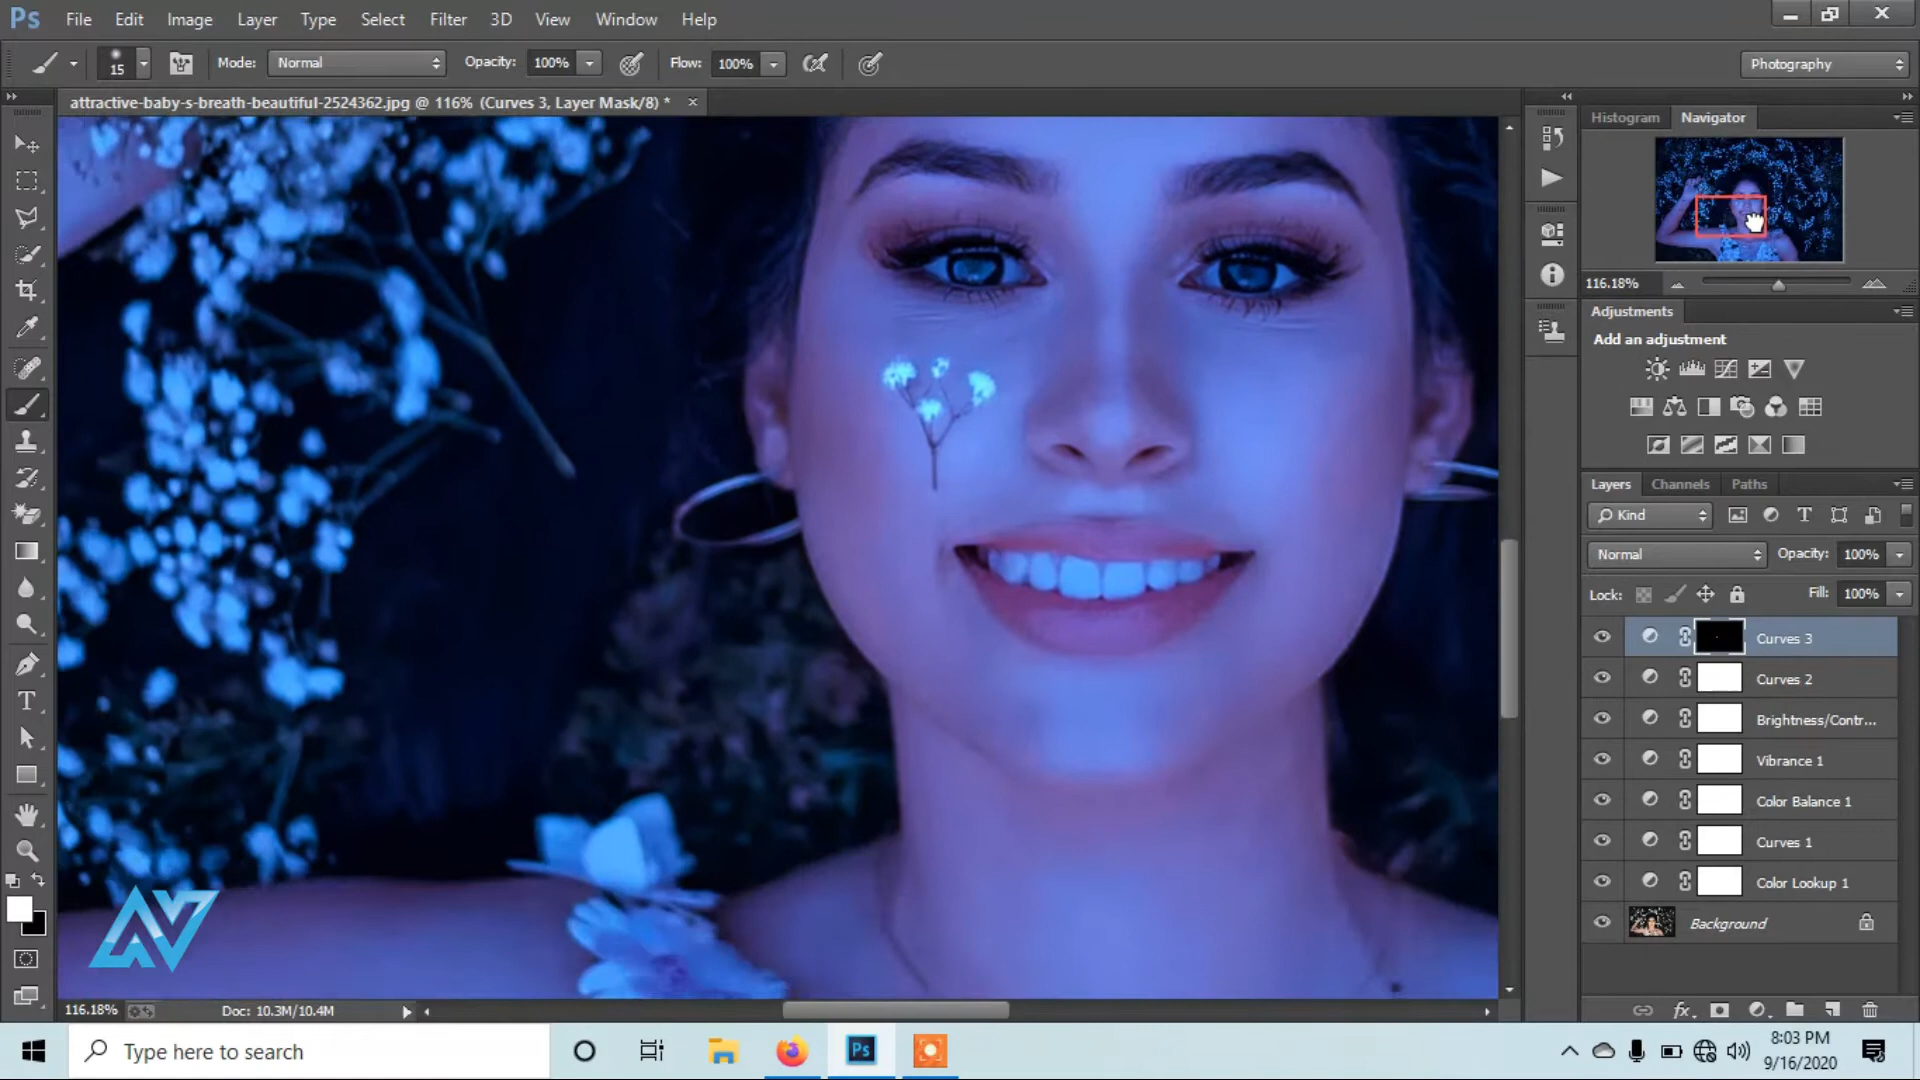 Ps File Edit Image Layer Type Select Filter 3D View Window Help
15 Mode: Normal Opacity: 100% Flow: 100% Photography
attractive-baby-s-breath-beautiful-2524362.jpg @ 116% (Curves 3, Layer Mask/8) *
Histogram Navigator
116.18%
Adjustments
Add an adjustment
Layers Channels Paths
Kind
Normal Opacity: 100%
Lock: Fill: 100%
Curves 3
Curves 2
Brightness/Contr...
Vibrance 1
Color Balance 1
Curves 1
Color Lookup 1
Background
AV
116.18% Doc: 10.3M/10.4M
fx
Type here to search
Ps
8:03 PM
9/16/2020